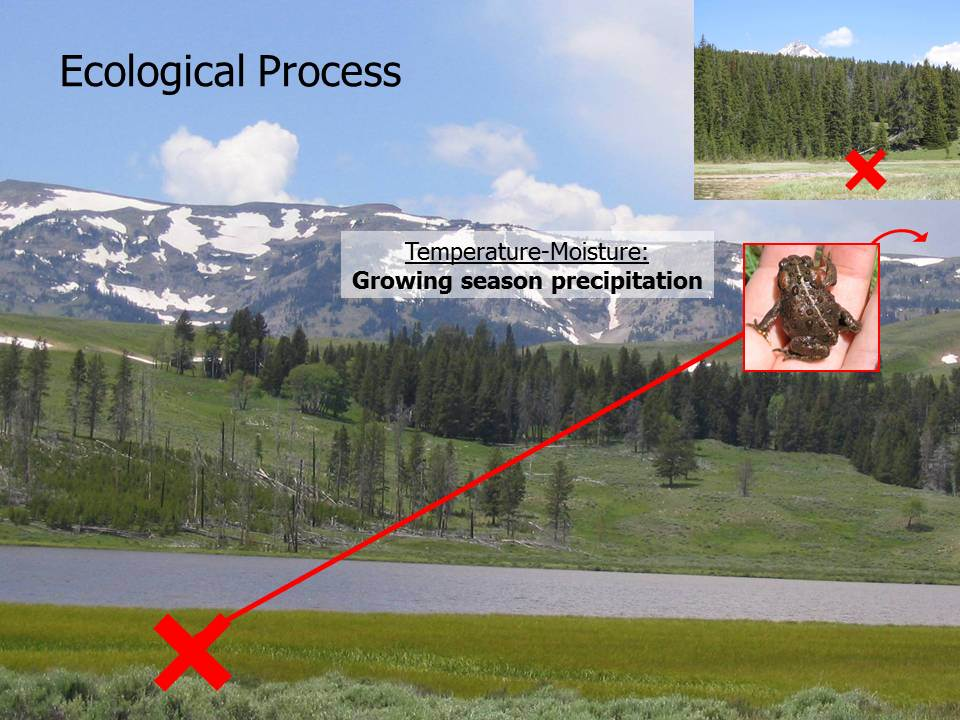 Ecological Process
Temperature-Moisture:
Growing season precipitation